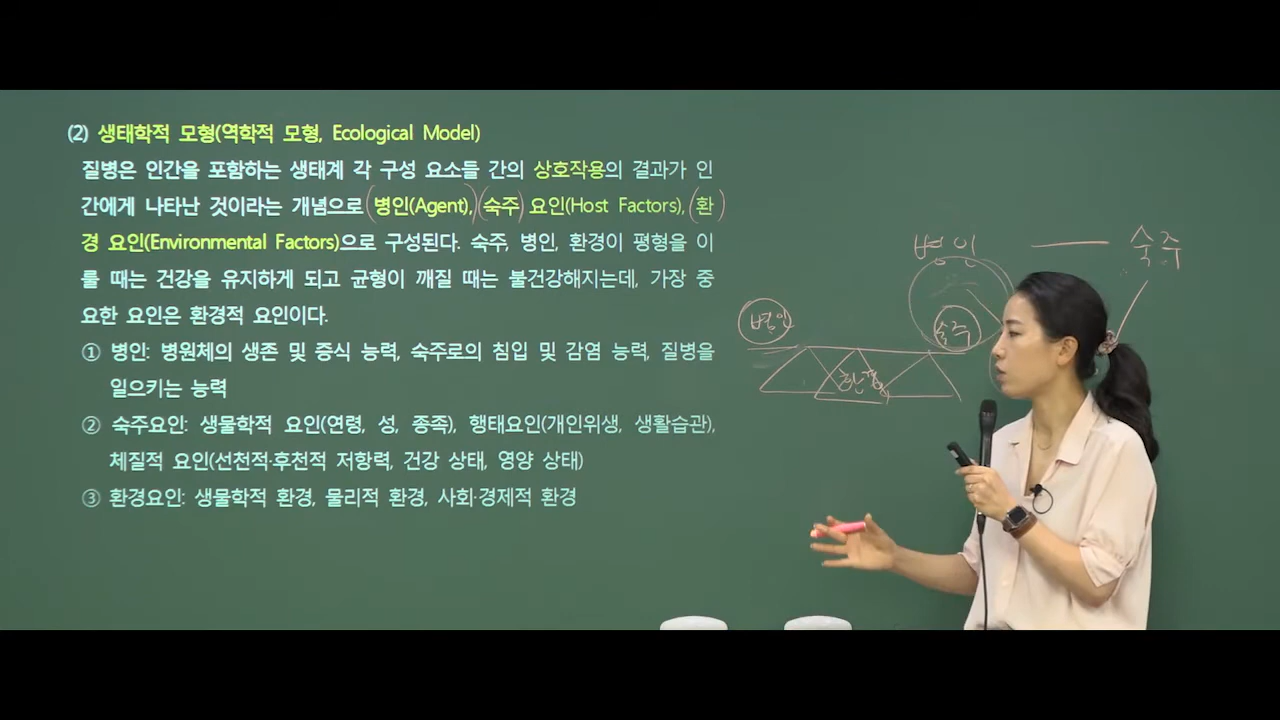 (2) 생태학적 모형(역학적 모형, Ecological Model)
질병은 인간을 포함하는 생태계 각 구성 요소들 간의 상호작용의 결과가 인
간에게 나타난 것이라는 개념으로 병인(Agent), 숙주 요인(Host Factors), 환
경 요인(Environmental Factors)으로 구성된다. 숙주, 병인, 환경이 평형을 이
룰 때는 건강을 유지하게 되고 균형이 깨질 때는 불건강해지는데, 가장 중
요한 요인은 환경적 요인이다.
① 병인: 병원체의 생존 및 증식 능력, 숙주로의 침입 및 감염 능력, 질병을
일으키는 능력
② 숙주요인: 생물학적 요인(연령, 성, 종족), 행태요인(개인위생, 생활습관),
체질적 요인(선천적·후천적 저항력, 건강 상태, 영양 상태)
③ 환경요인: 생물학적 환경, 물리적 환경, 사회·경제적 환경
병인 숙주
병인 숙주
환경